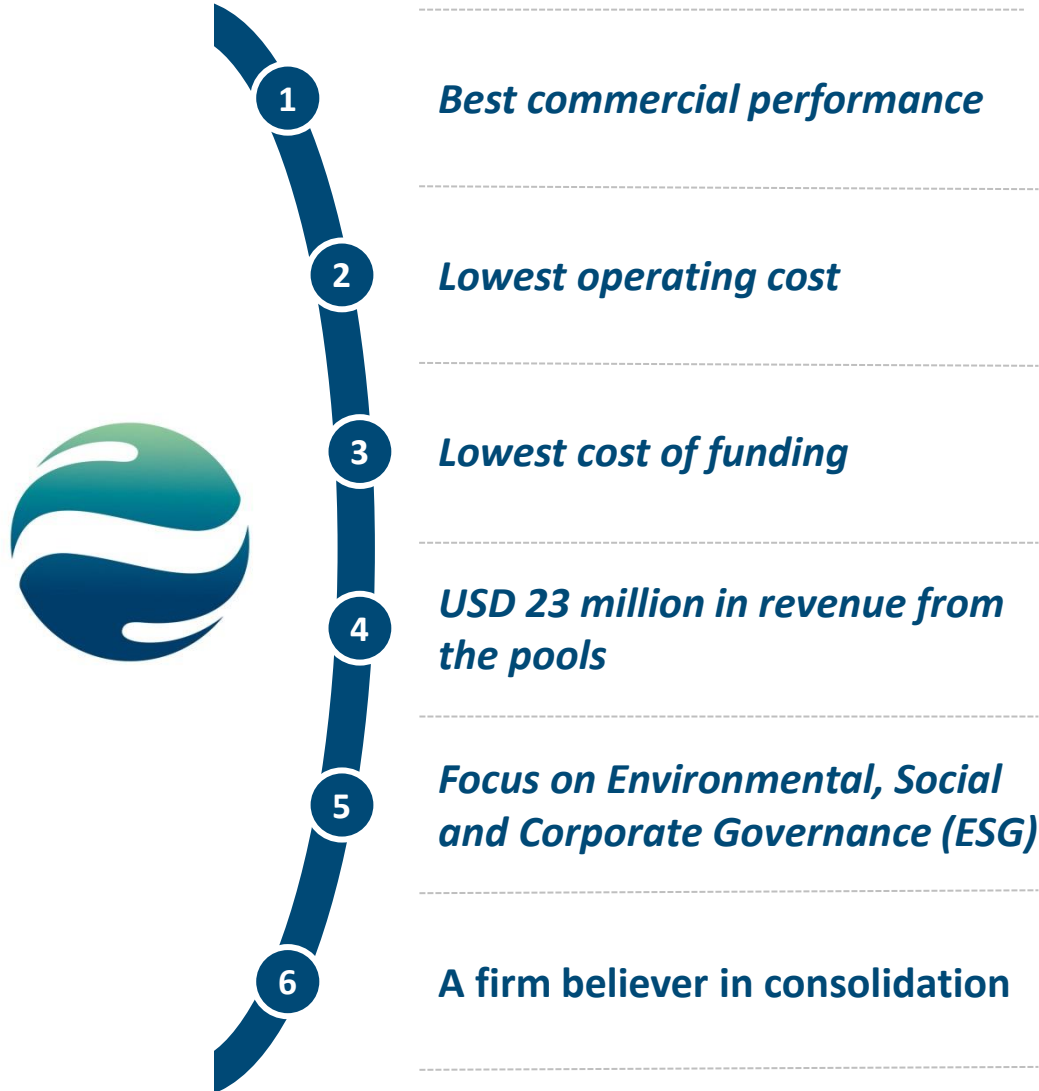 1
Best commercial performance
2
Lowest operating cost
3
Lowest cost of funding
4
USD 23 million in revenue from
the pools
5
Focus on Environmental, Social
and Corporate Governance (ESG)
6
A firm believer in consolidation